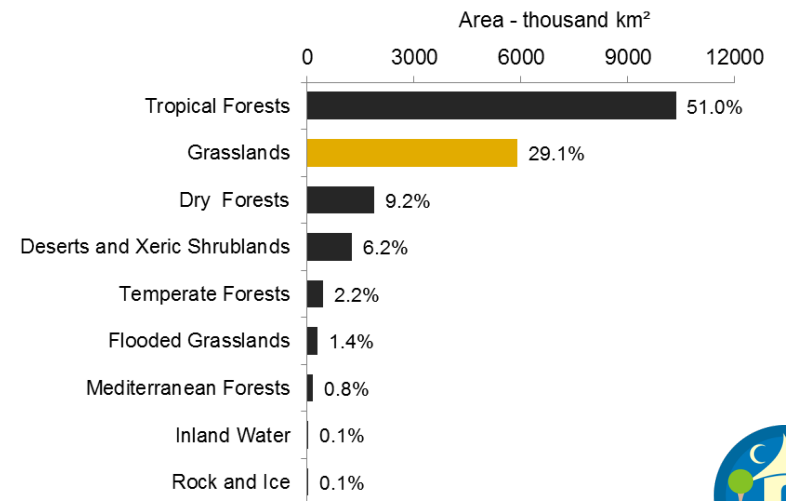 Area - thousand km²
0 3000 6000 9000 12000
Tropical Forests 51.0%
Grasslands 29.1%
Dry Forests 9.2%
Deserts and Xeric Shrublands 6.2%
Temperate Forests 2.2%
Flooded Grasslands 1.4%
Mediterranean Forests 0.8%
Inland Water 0.1%
Rock and Ice 0.1%